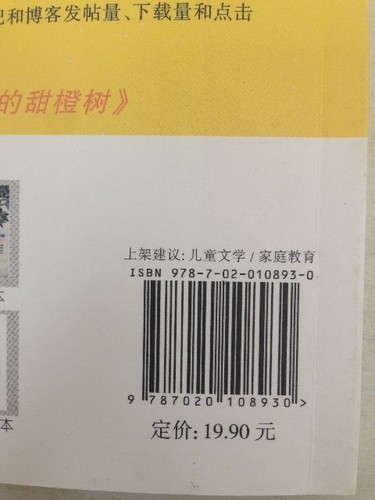 和博客发帖量、下载量和点击
的甜橙树》
上架建议: 儿童文学 / 家庭教育
ISBN 978-7-02-010893-0
本
9 787020 108930 >
本
定价: 19.90 元